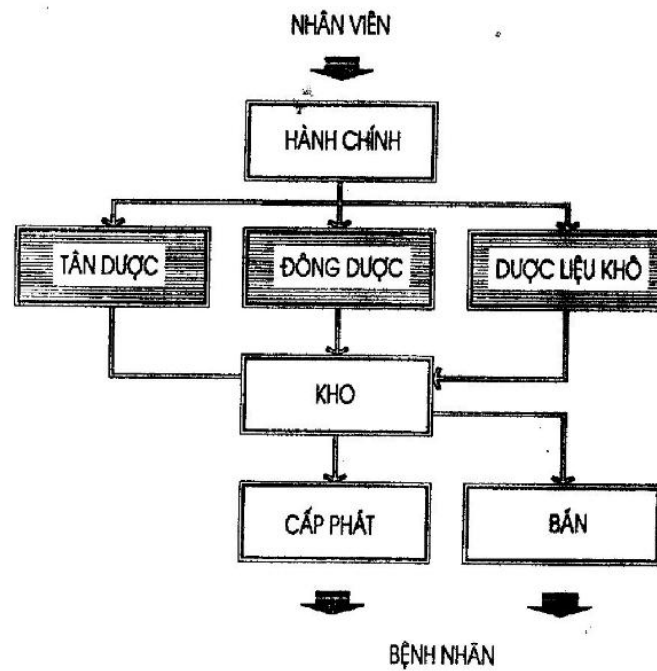 NHÂN VIÊN
HÀNH CHÍNH
TÂN DƯỢC
ĐÔNG DƯỢC
DƯỢC LIỆU KHÔ
KHO
CẤP PHÁT
BÁN
BỆNH NHÂN